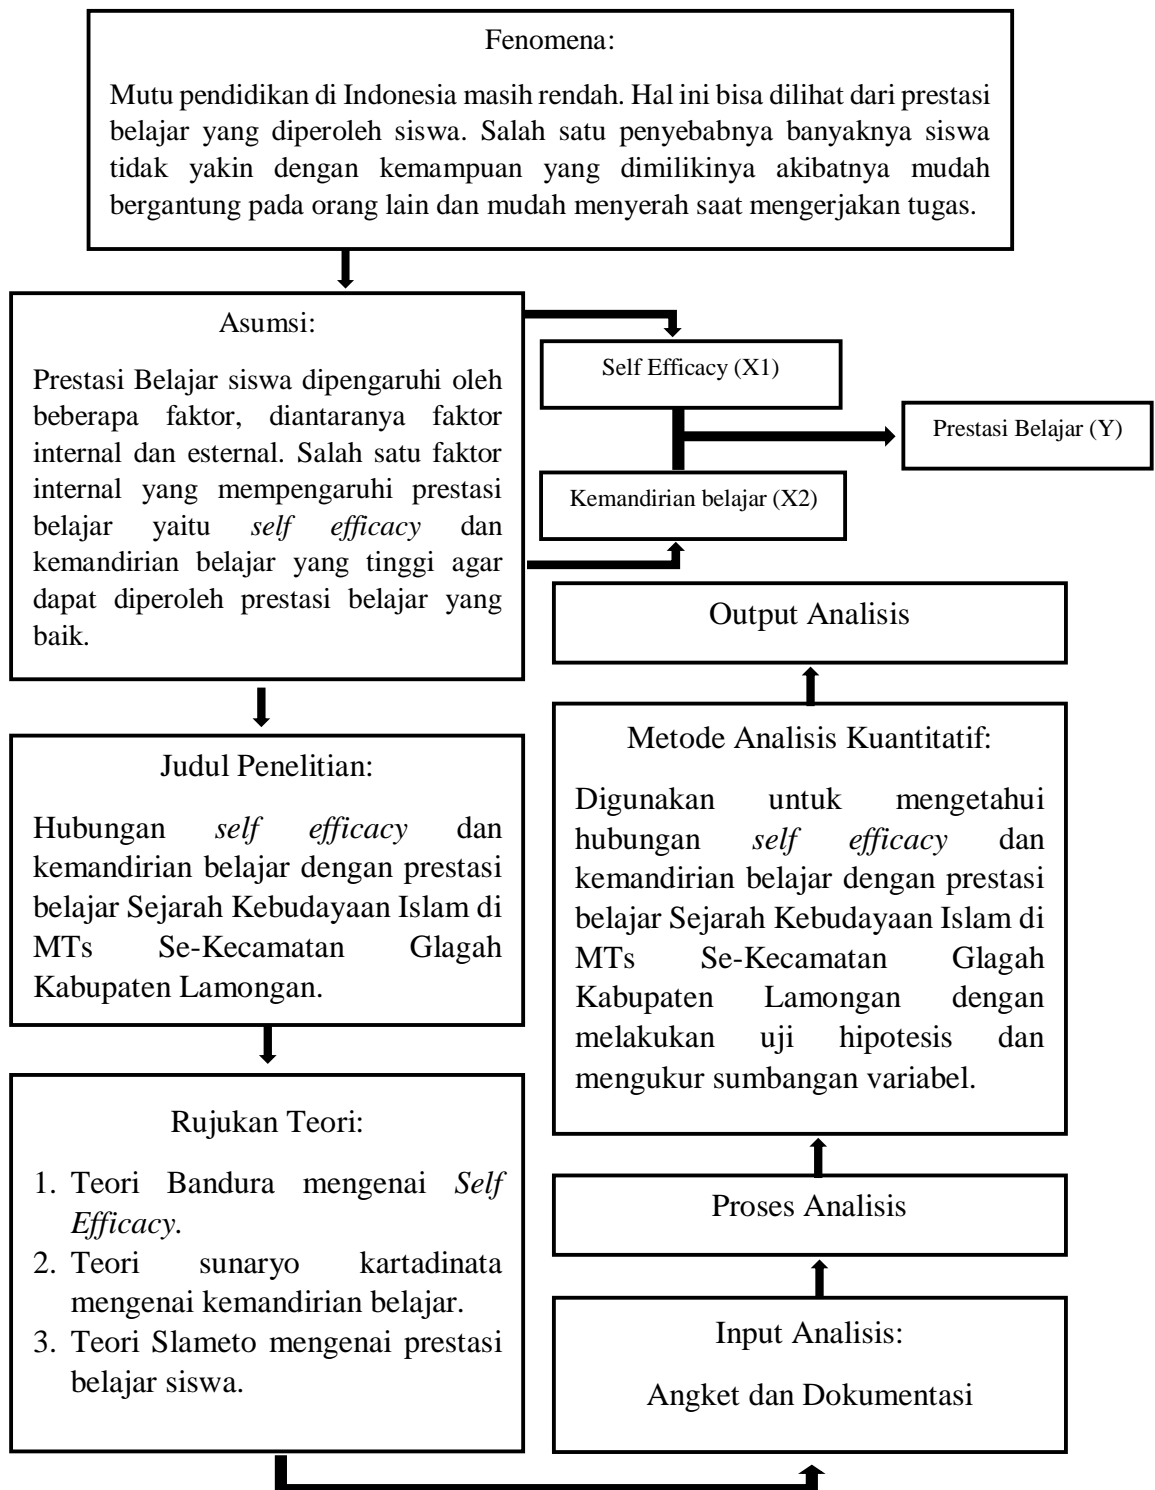 Fenomena:
Mutu pendidikan di Indonesia masih rendah. Hal ini bisa dilihat dari prestasi
belajar yang diperoleh siswa. Salah satu penyebabnya banyaknya siswa
tidak yakin dengan kemampuan yang dimilikinya akibatnya mudah
bergantung pada orang lain dan mudah menyerah saat mengerjakan tugas.
Asumsi:
Prestasi Belajar siswa dipengaruhi oleh
beberapa faktor, diantaranya faktor
internal dan esternal. Salah satu faktor
internal yang mempengaruhi prestasi
belajar yaitu self efficacy dan
kemandirian belajar yang tinggi agar
dapat diperoleh prestasi belajar yang
baik.
Self Efficacy (X1)
Prestasi Belajar (Y)
Kemandirian belajar (X2)
Judul Penelitian:
Hubungan self efficacy dan
kemandirian belajar dengan prestasi
belajar Sejarah Kebudayaan Islam di
MTs Se-Kecamatan Glagah
Kabupaten Lamongan.
Rujukan Teori:
1. Teori Bandura mengenai Self
Efficacy.
2. Teori sunaryo kartadinata
mengenai kemandirian belajar.
3. Teori Slameto mengenai prestasi
belajar siswa.
Output Analisis
Metode Analisis Kuantitatif:
Digunakan untuk mengetahui
hubungan self efficacy dan
kemandirian belajar dengan prestasi
belajar Sejarah Kebudayaan Islam di
MTs Se-Kecamatan Glagah
Kabupaten Lamongan dengan
melakukan uji hipotesis dan
mengukur sumbangan variabel.
Proses Analisis
Input Analisis:
Angket dan Dokumentasi